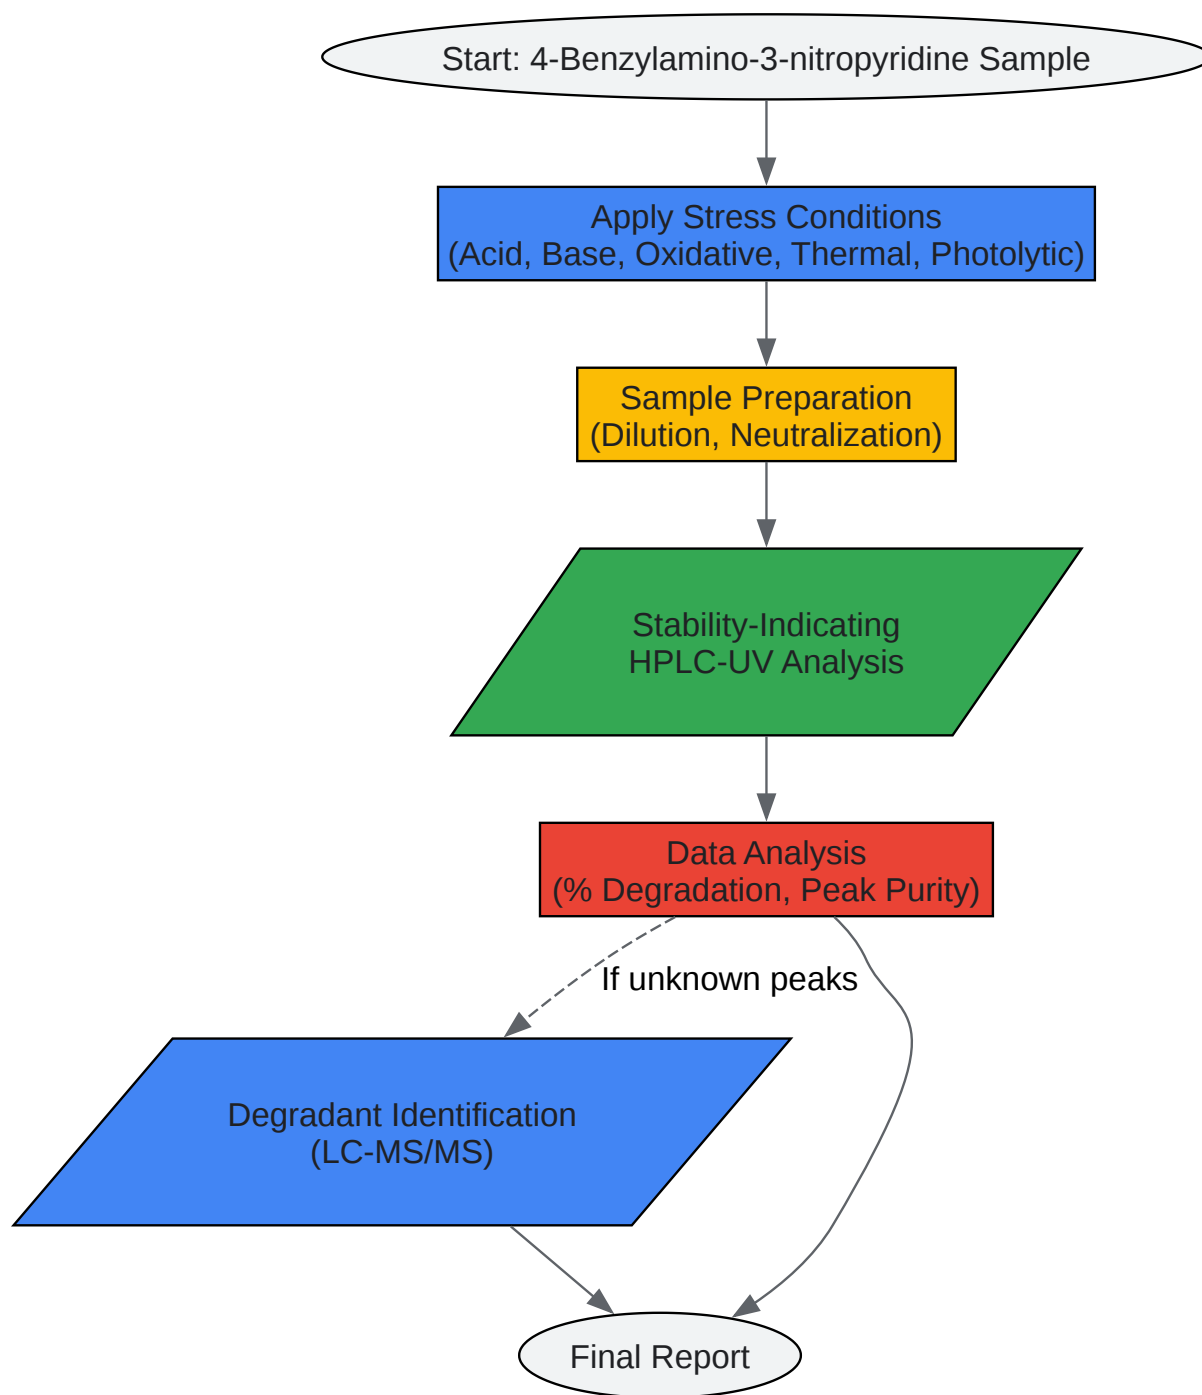 Start: 4-Benzylamino-3-nitropyridine Sample
Apply Stress Conditions
(Acid, Base, Oxidative, Thermal, Photolytic)
Sample Preparation
(Dilution, Neutralization)
Stability-Indicating
HPLC-UV Analysis
Data Analysis
(% Degradation, Peak Purity)
If unknown peaks
Degradant Identification
(LC-MS/MS)
Final Report